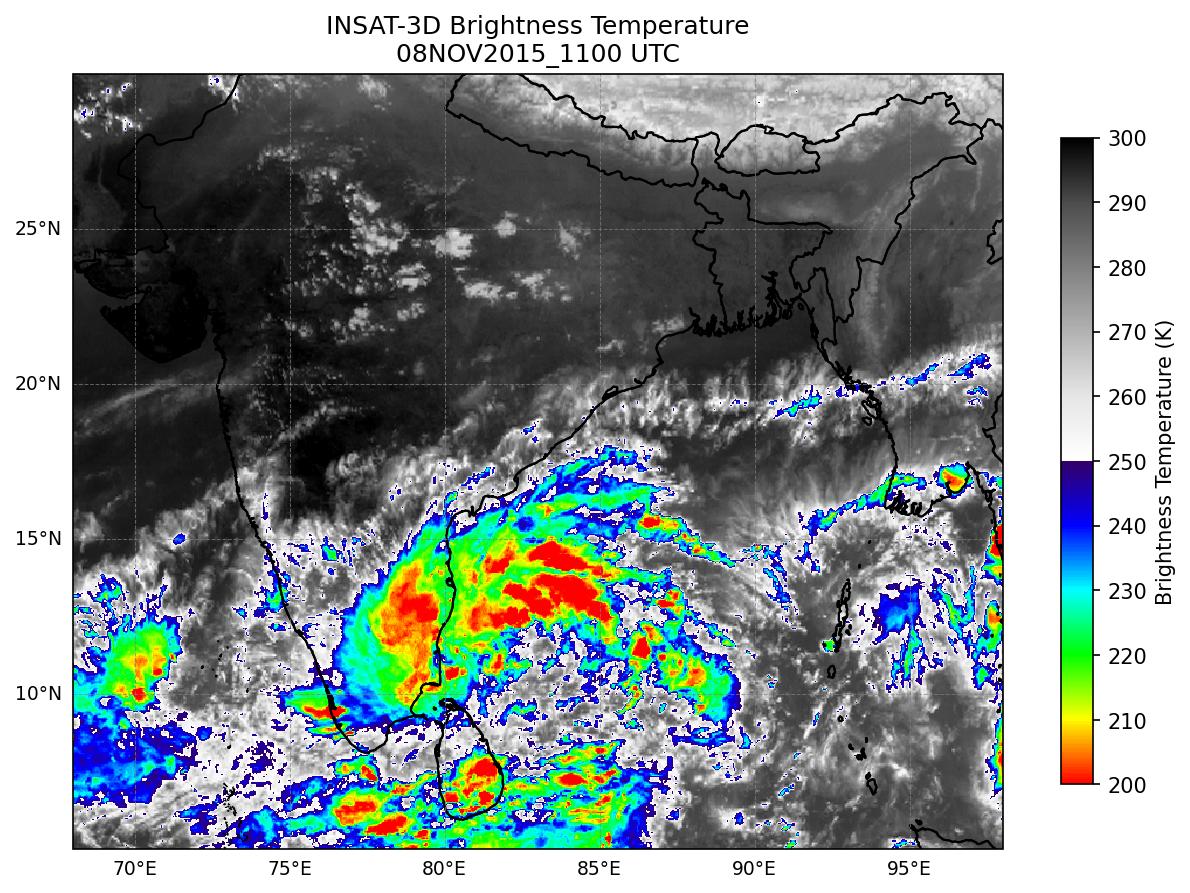 INSAT-3D Brightness Temperature
08NOV2015_1100 UTC
25°N
20°N
15°N
10°N
70°E
75°E
80°E
85°E
90°E
95°E
300
290
280
270
260
250
240
230
220
210
200
Brightness Temperature (K)